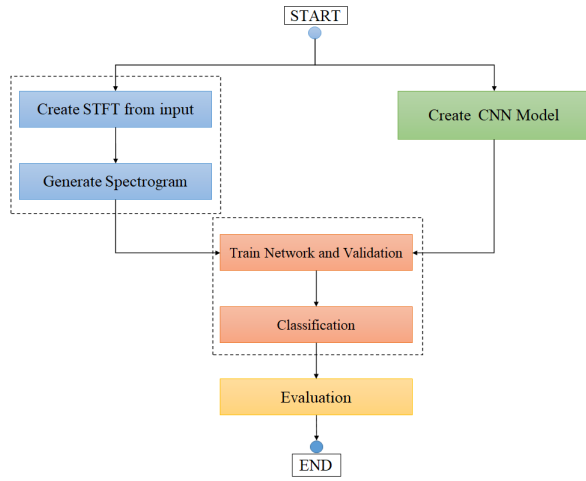 START
Create STFT from input
Create CNN Model
Generate Spectrogram
Train Network and Validation
Classification
Evaluation
END